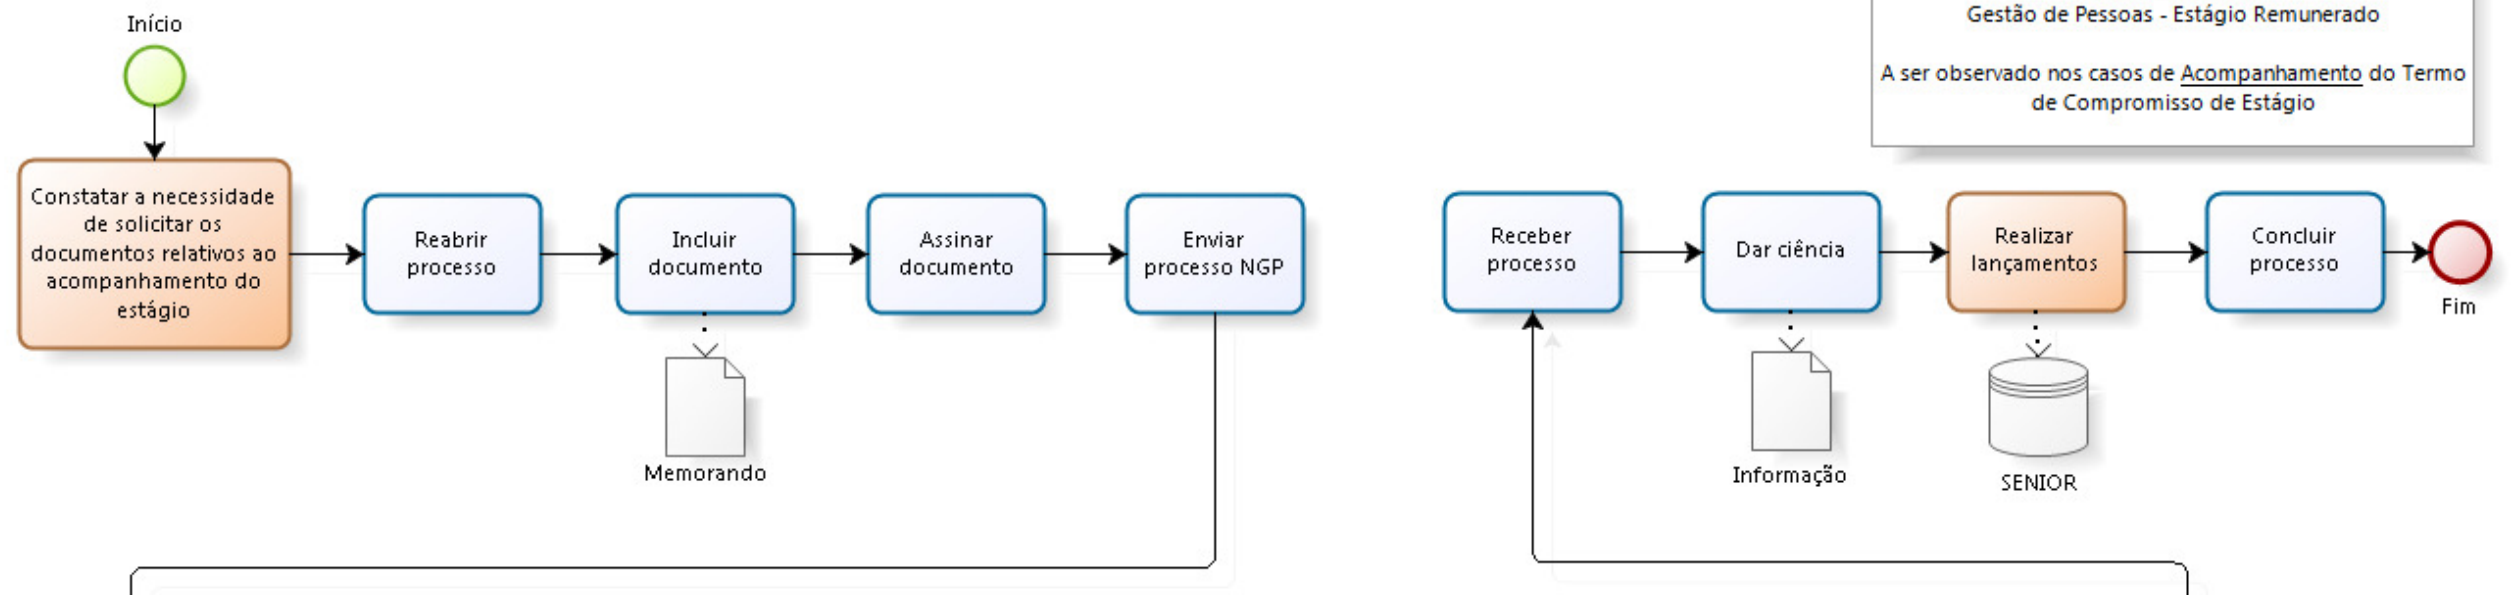 Início
Gestão de Pessoas - Estágio Remunerado
A ser observado nos casos de Acompanhamento do Termo
de Compromisso de Estágio
Constatar a necessidade
de solicitar os
documentos relativos ao
acompanhamento do
estágio
Reabrir
processo
Incluir
documento
Assinar
documento
Enviar
processo NGP
Receber
processo
Dar ciência
Realizar
lançamentos
Concluir
processo
Fim
Memorando
Informação
SENIOR